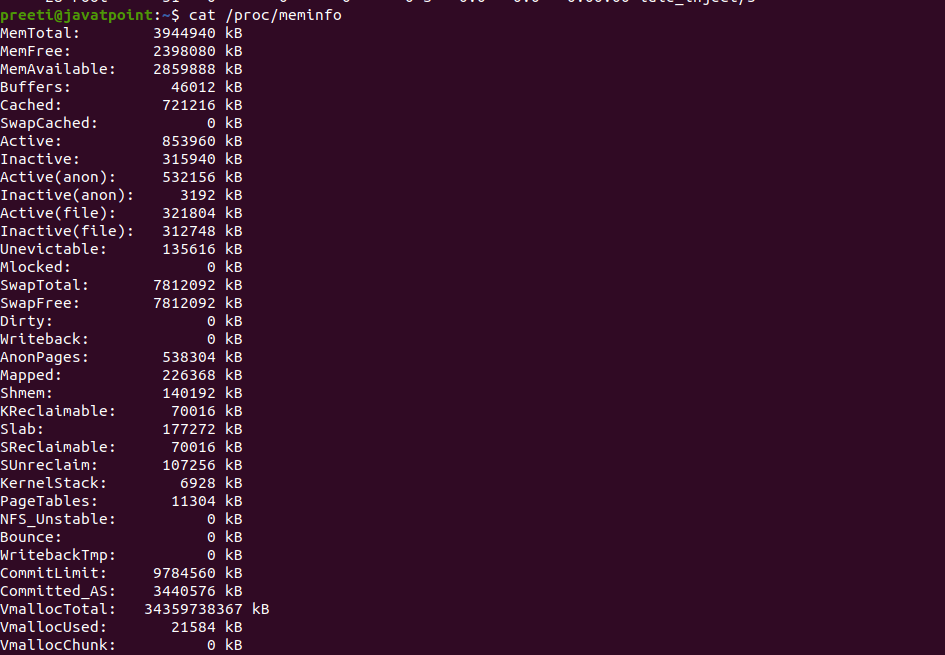 preeti@javatpoint:~$ cat /proc/meminfo
MemTotal:        3944940 kB
MemFree:         2398080 kB
MemAvailable:    2859888 kB
Buffers:           46012 kB
Cached:           721216 kB
SwapCached:            0 kB
Active:           853960 kB
Inactive:         315940 kB
Active(anon):     532156 kB
Inactive(anon):     3192 kB
Active(file):     321804 kB
Inactive(file):   312748 kB
Unevictable:      135616 kB
Mlocked:               0 kB
SwapTotal:       7812092 kB
SwapFree:        7812092 kB
Dirty:                 0 kB
Writeback:             0 kB
AnonPages:        538304 kB
Mapped:           226368 kB
Shmem:            140192 kB
KReclaimable:      70016 kB
Slab:             177272 kB
SReclaimable:      70016 kB
SUnreclaim:       107256 kB
KernelStack:        6928 kB
PageTables:        11304 kB
NFS_Unstable:          0 kB
Bounce:                0 kB
WritebackTmp:          0 kB
CommitLimit:     9784560 kB
Committed_AS:    3440576 kB
VmallocTotal:   34359738367 kB
VmallocUsed:       21584 kB
VmallocChunk:          0 kB